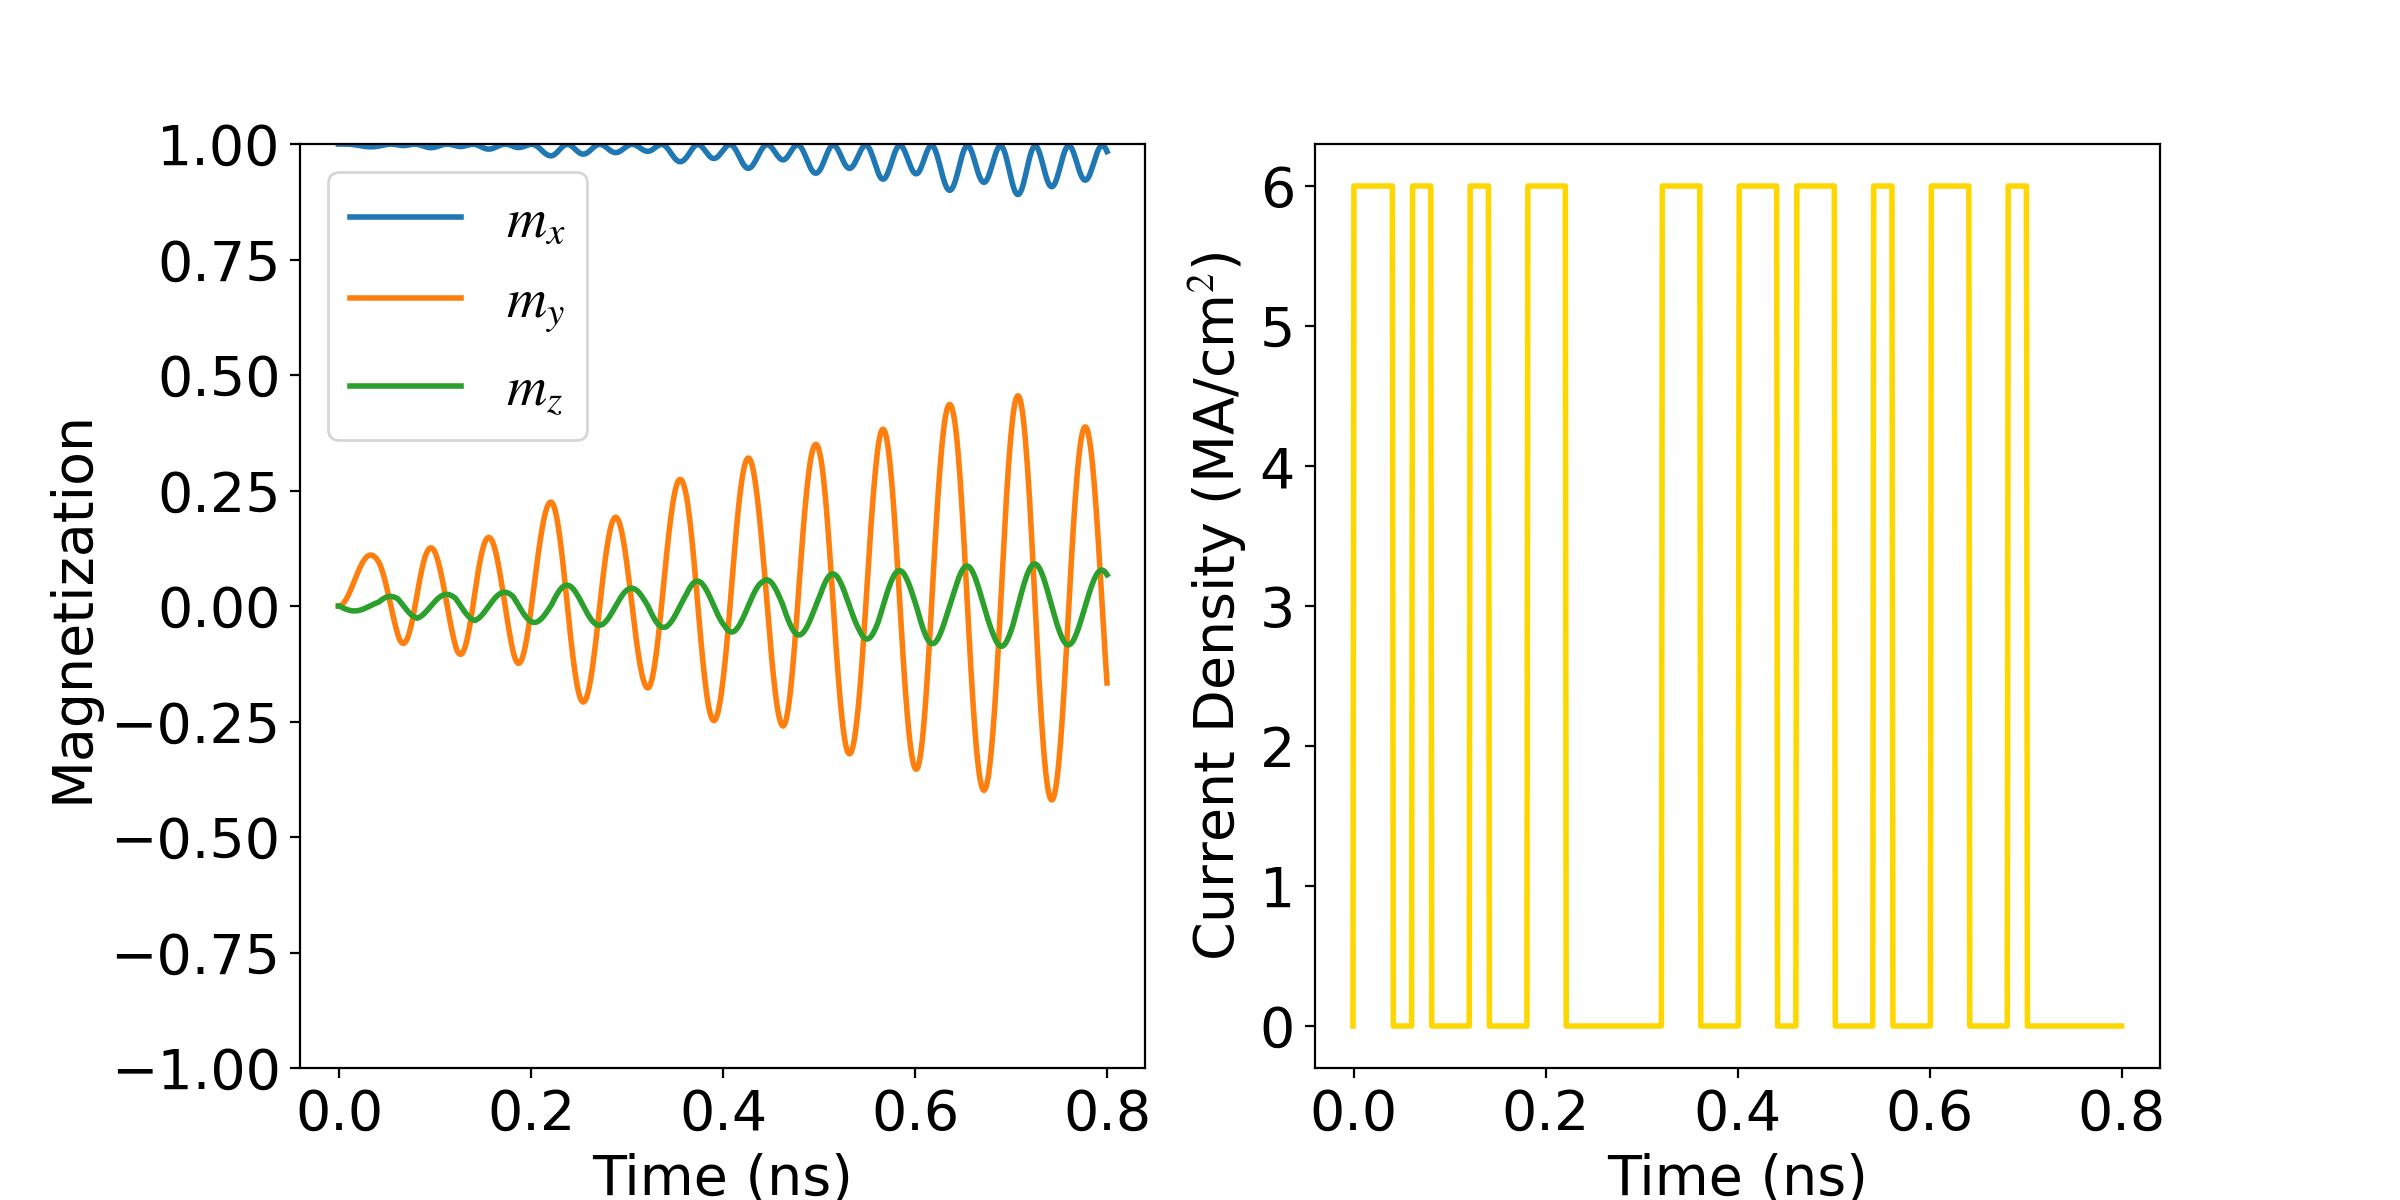 1.00
0.75
0.50
0.25
0.00
−0.25
−0.50
−0.75
−1.00
Magnetization
m_x
m_y
m_z
0.0 0.2 0.4 0.6 0.8
Time (ns)
6
5
4
3
2
1
0
Current Density (MA/cm²)
0.0 0.2 0.4 0.6 0.8
Time (ns)